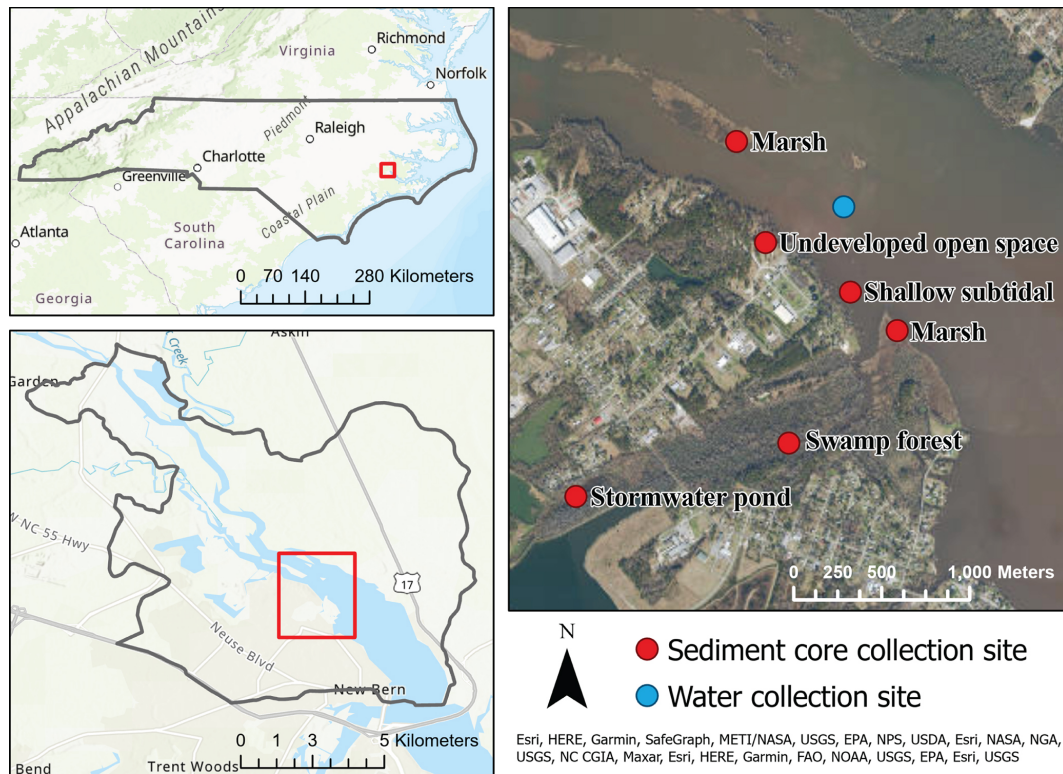 Appalachian Mountains
Virginia
Richmond
Norfolk
Piedmont
Raleigh
Charlotte
Greenville
Coastal Plain
South
Carolina
Atlanta
Georgia
0 70 140 280 Kilometers
Askin
Creek
Garden
W NC 55 Hwy
17
Neuse Blvd
New Bern
0 1 3 5 Kilometers
Trent Woods
Bend
Marsh
Undeveloped open space
Shallow subtidal
Marsh
Swamp forest
Stormwater pond
0 250 500 1,000 Meters
N
Sediment core collection site
Water collection site
Esri, HERE, Garmin, SafeGraph, METI/NASA, USGS, EPA, NPS, USDA, Esri, NASA, NGA,
USGS, NC CGIA, Maxar, Esri, HERE, Garmin, FAO, NOAA, USGS, EPA, Esri, USGS